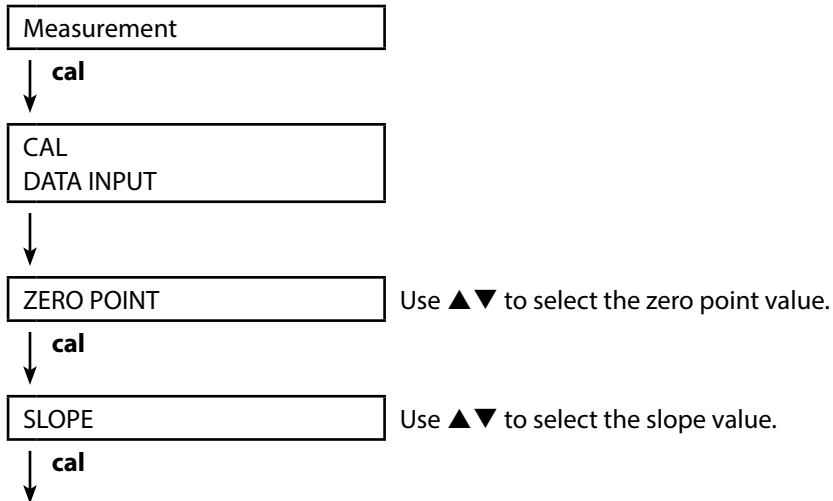 Measurement
cal
CAL
DATA INPUT
ZERO POINT Use ▲▼ to select the zero point value.
cal
SLOPE Use ▲▼ to select the slope value.
cal